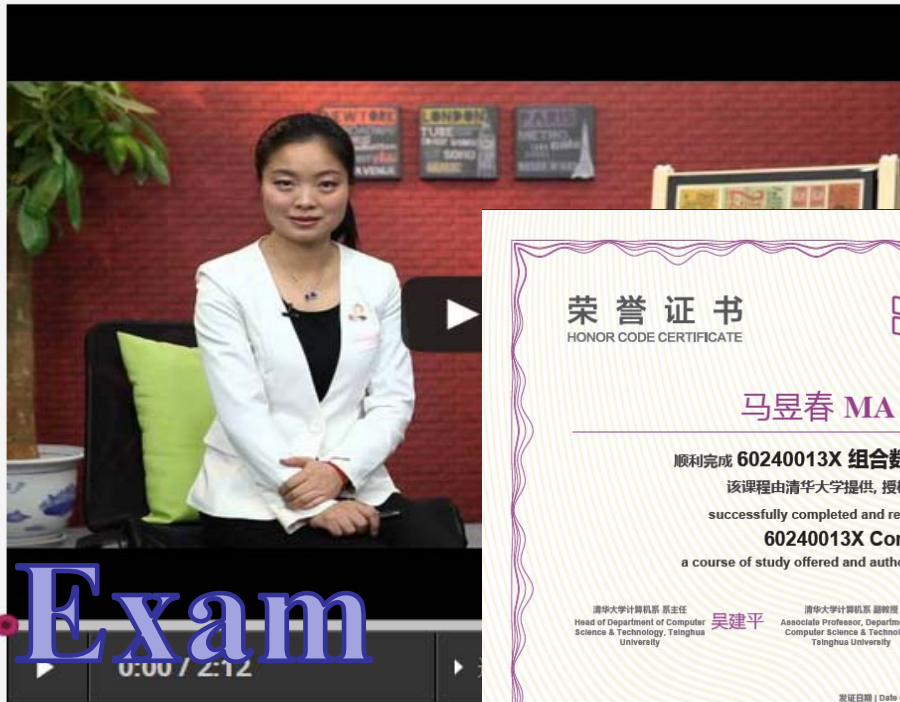 NEW YORK
AVENUE
LONDON
TUBE
SOHO
MUSIC
PARIS
METRO
荣誉证书
HONOR CODE CERTIFICATE
马昱春 MA
顺利完成 60240013X 组合数
该课程由清华大学提供, 授权
successfully completed and re
60240013X Con
a course of study offered and autho
清华大学计算机系 系主任
Head of Department of Computer
Science & Technology, Tsinghua
University
吴建平
清华大学计算机系 副教授
Associate Professor, Departm
Computer Science & Technol
Tsinghua University
发证日期 | Date
Exam
0:00 / 2:12